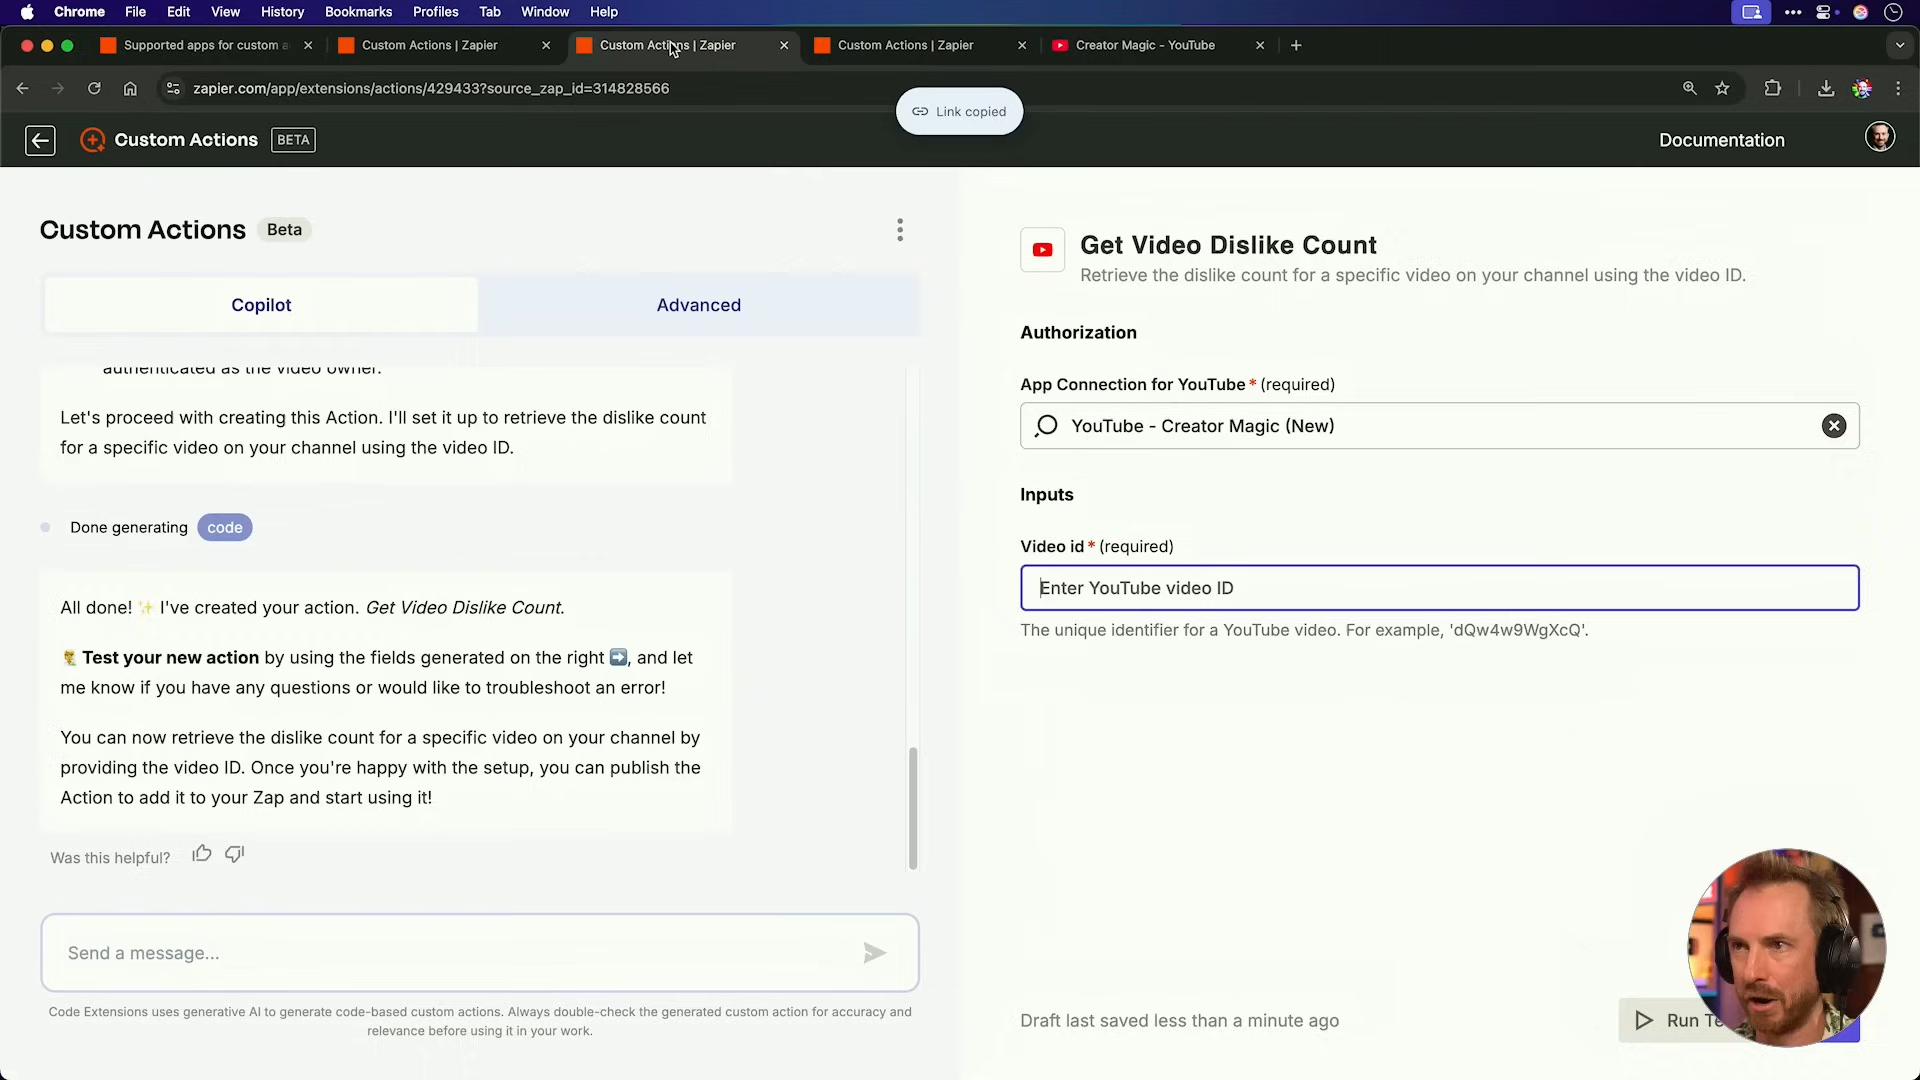 Chrome File Edit View History Bookmarks Profiles Tab Window Help
Supported apps for custom a
Custom Actions | Zapier
Custom Actions | Zapier
Custom Actions | Zapier
Creator Magic - YouTube
zapier.com/app/extensions/actions/429433?source_zap_id=314828566
Link copied
Custom Actions BETA
Documentation
Custom Actions Beta
Copilot
Advanced
authenticated as the video owner.
Let's proceed with creating this Action. I'll set it up to retrieve the dislike count
for a specific video on your channel using the video ID.
Done generating code
All done! ✨ I've created your action. Get Video Dislike Count.
Test your new action by using the fields generated on the right ➡️, and let
me know if you have any questions or would like to troubleshoot an error!
You can now retrieve the dislike count for a specific video on your channel by
providing the video ID. Once you're happy with the setup, you can publish the
Action to add it to your Zap and start using it!
Was this helpful?
Send a message...
Code Extensions uses generative AI to generate code-based custom actions. Always double-check the generated custom action for accuracy and
relevance before using it in your work.
Get Video Dislike Count
Retrieve the dislike count for a specific video on your channel using the video ID.
Authorization
App Connection for YouTube * (required)
YouTube - Creator Magic (New)
Inputs
Video id * (required)
Enter YouTube video ID
The unique identifier for a YouTube video. For example, 'dQw4w9WgXcQ'.
Draft last saved less than a minute ago
Run